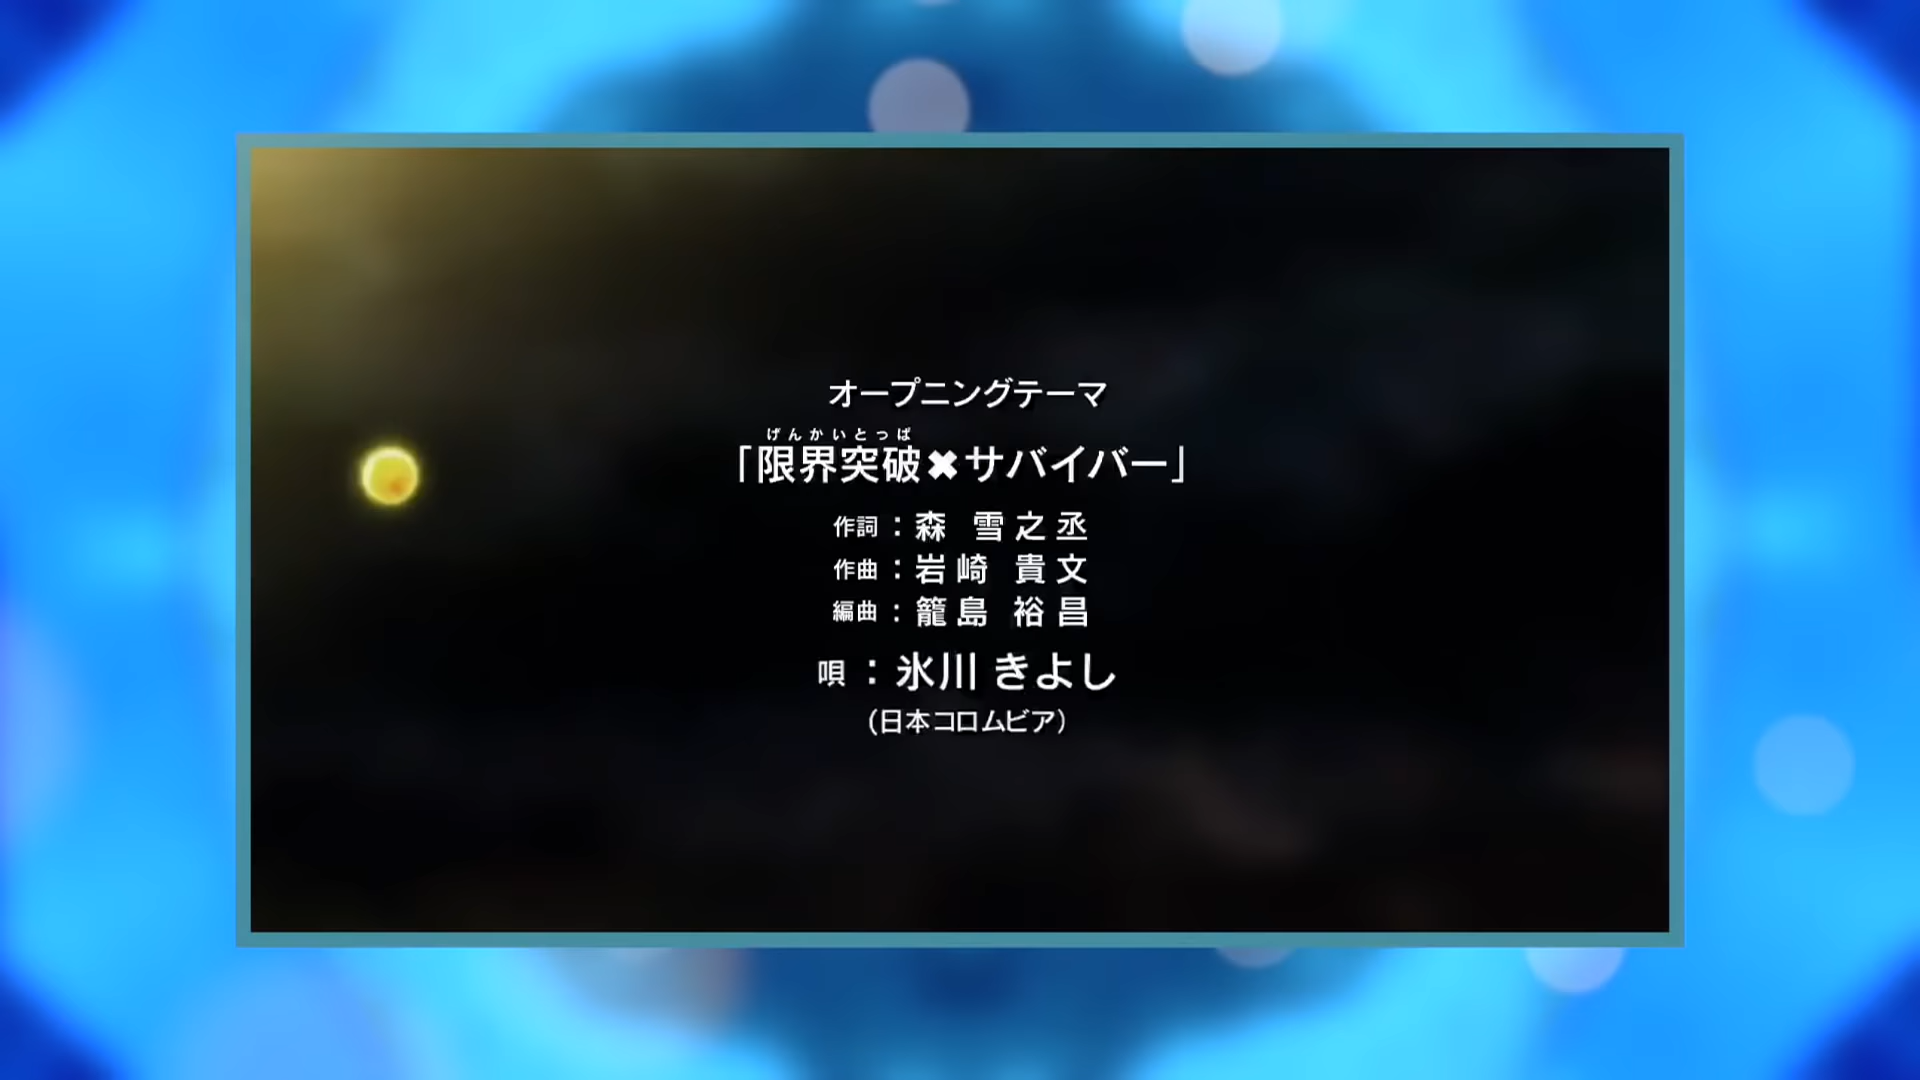 オープニングテーマ
げんかいとっぱ
「限界突破✖サバイバー」
作詞：森 雪之丞
作曲：岩崎 貴文
編曲：籠島 裕昌
唄：氷川 きよし
(日本コロムビア)